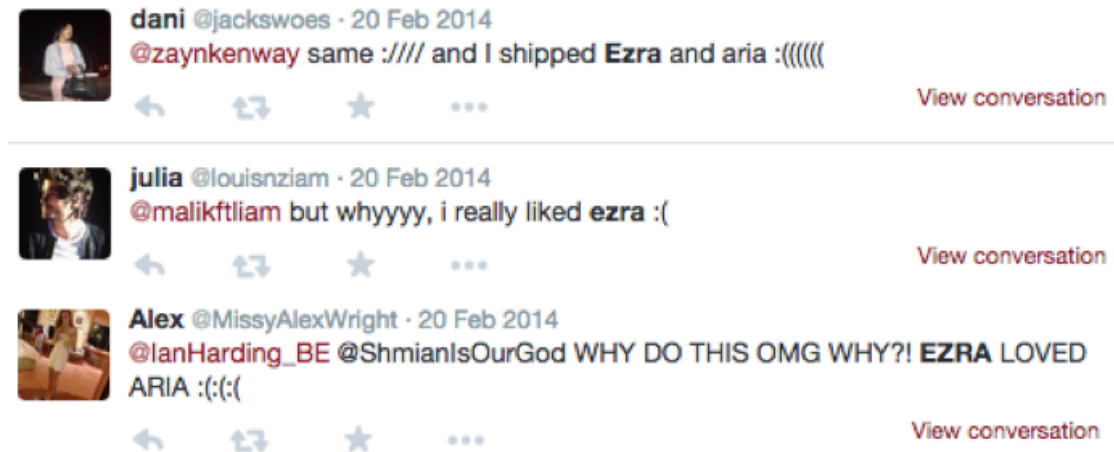 dani @jackswoes · 20 Feb 2014
@zaynkenway same ://// and I shipped Ezra and aria :((((((
View conversation
julia @louisnziam · 20 Feb 2014
@malikftliam but whyyyy, i really liked ezra :(
View conversation
Alex @MissyAlexWright · 20 Feb 2014
@IanHarding_BE @ShmianIsOurGod WHY DO THIS OMG WHY?! EZRA LOVED
ARIA :(:(:(
View conversation